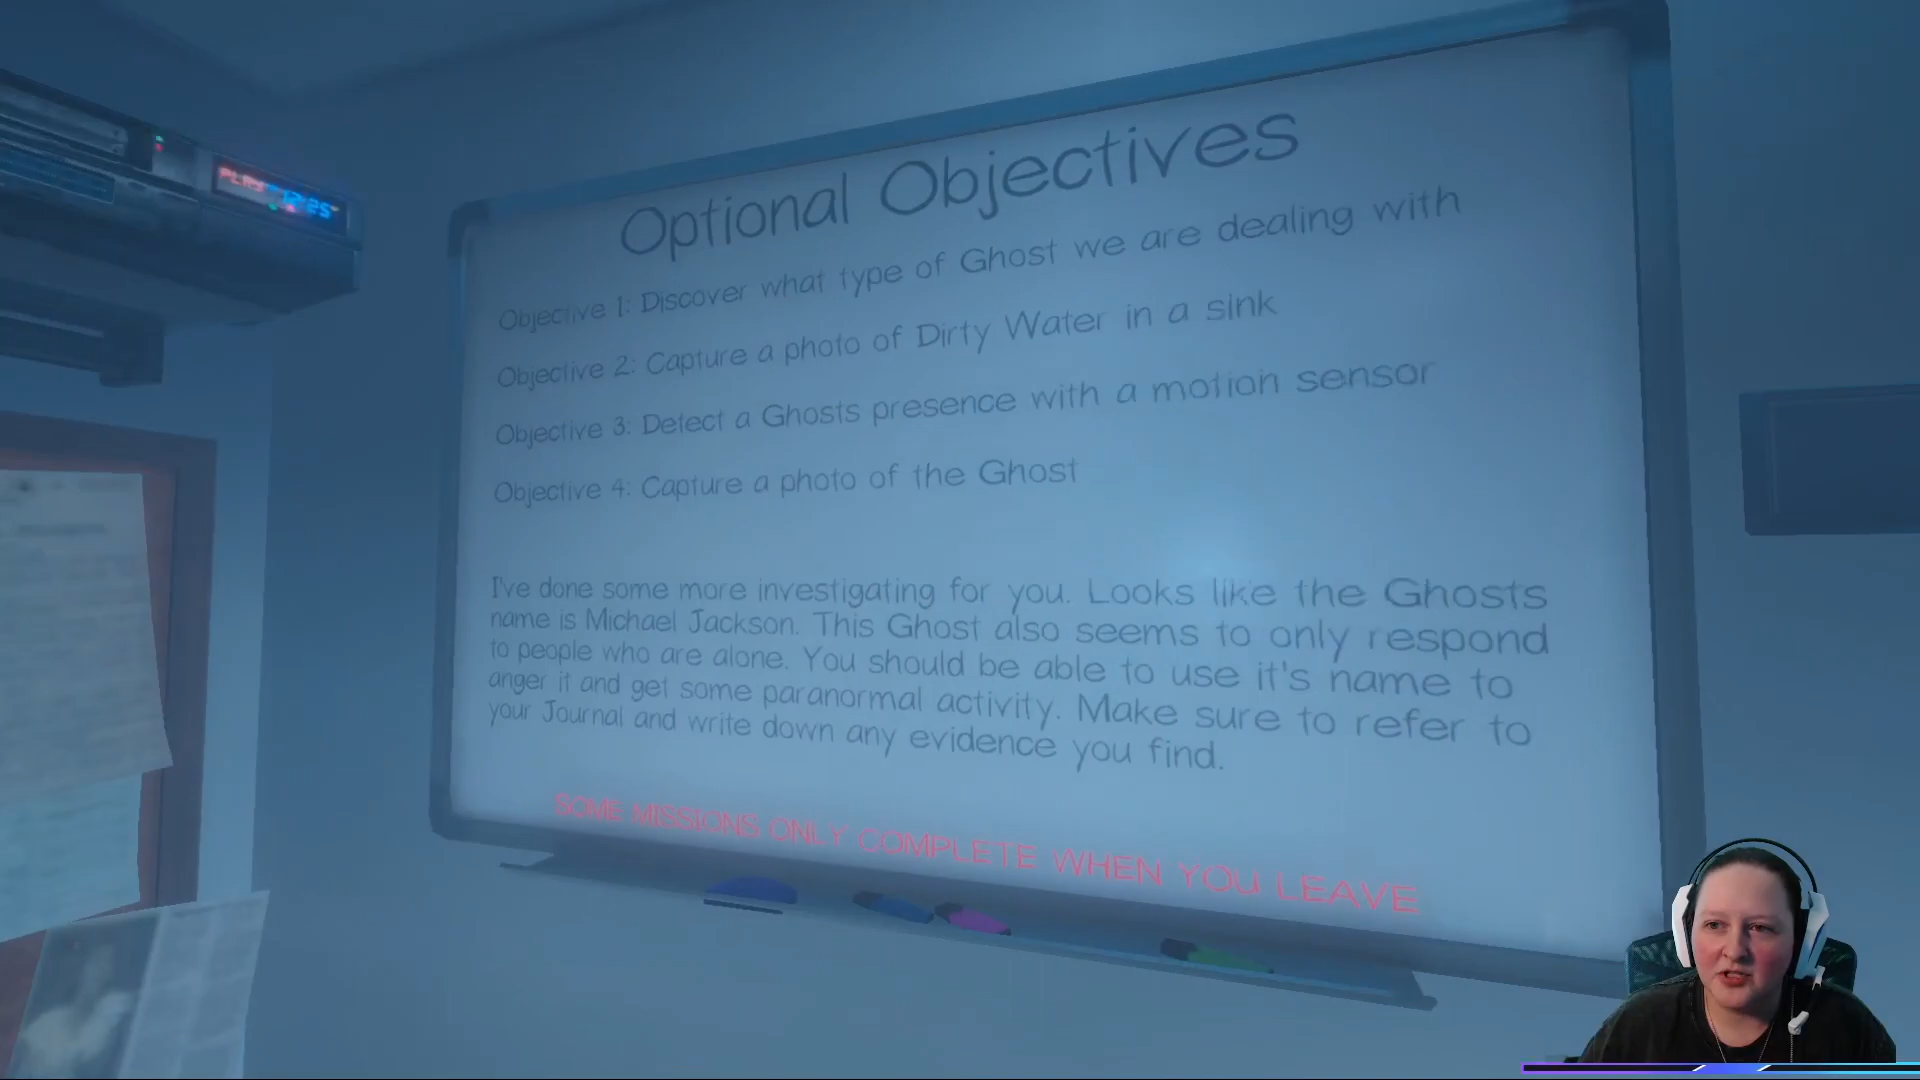 PLAY 12:25
Optional Objectives
Objective 1: Discover what type of Ghost we are dealing with
Objective 2: Capture a photo of Dirty Water in a sink
Objective 3: Detect a Ghosts presence with a motion sensor
Objective 4: Capture a photo of the Ghost
I've done some more investigating for you. Looks like the Ghosts
name is Michael Jackson. This Ghost also seems to only respond
to people who are alone. You should be able to use it's name to
anger it and get some paranormal activity. Make sure to refer to
your Journal and write down any evidence you find.
SOME MISSIONS ONLY COMPLETE WHEN YOU LEAVE